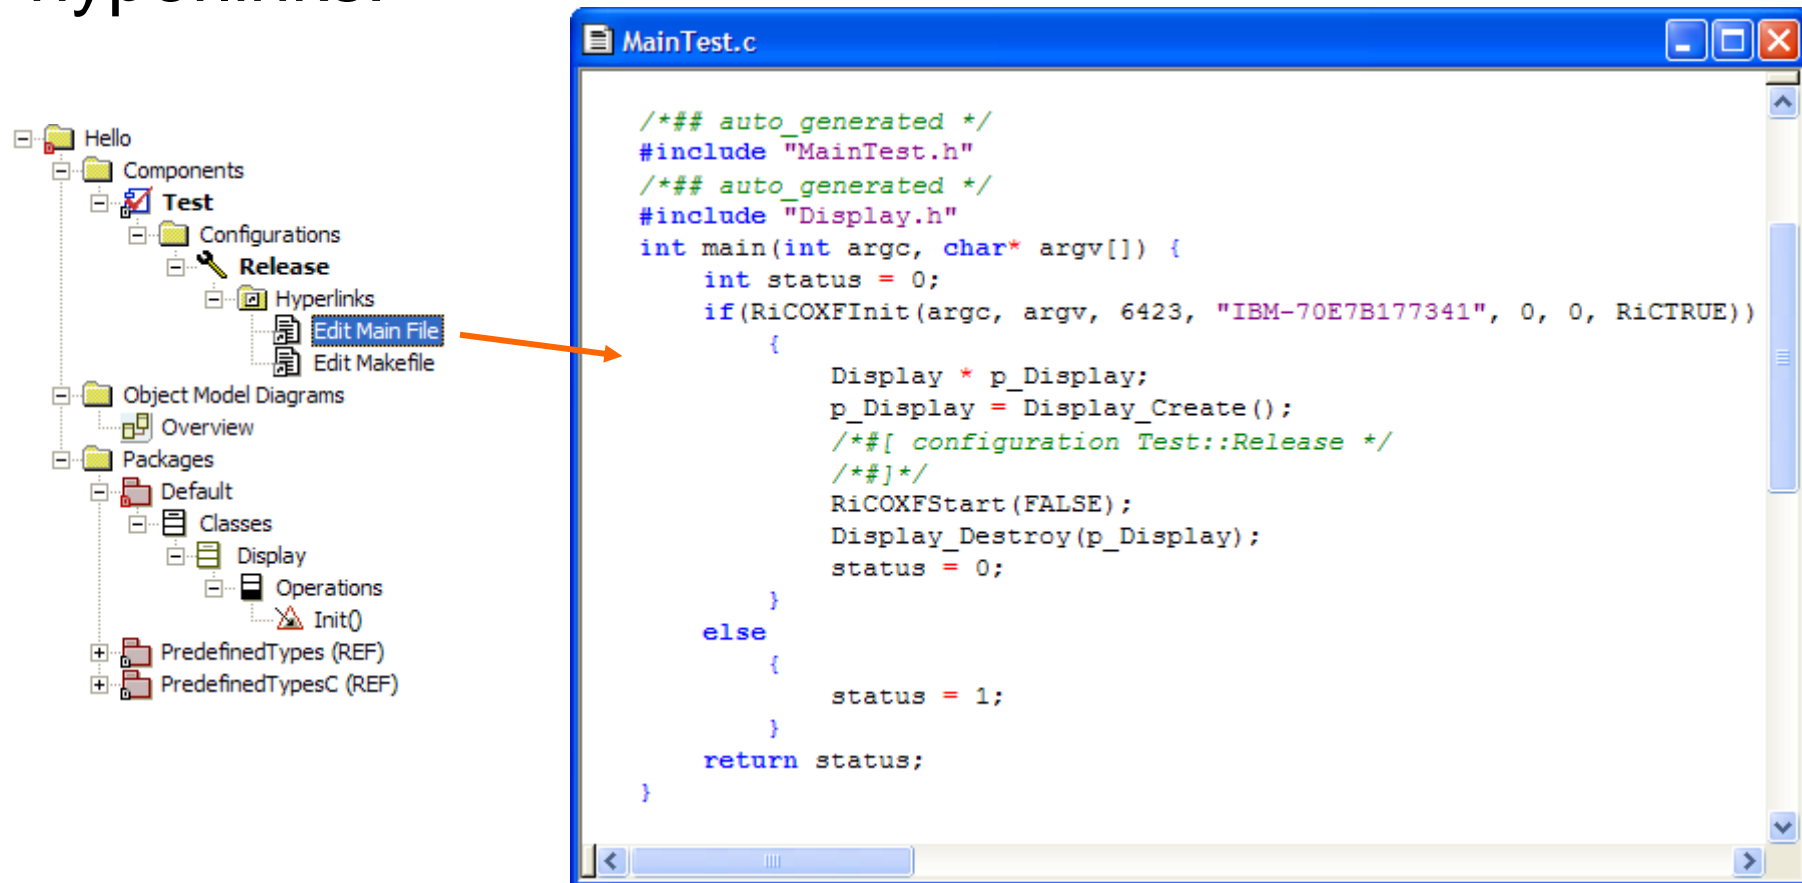 hyperlinks.
Hello
Components
Test
Configurations
Release
Hyperlinks
Edit Main File
Edit Makefile
Object Model Diagrams
Overview
Packages
Default
Classes
Display
Operations
Init()
PredefinedTypes (REF)
PredefinedTypesC (REF)
MainTest.c
/*## auto_generated */
#include "MainTest.h"
/*## auto_generated */
#include "Display.h"
int main(int argc, char* argv[]) {
int status = 0;
if(RiCOXFInit(argc, argv, 6423, "IBM-70E7B177341", 0, 0, RiCTRUE))
{
Display * p_Display;
p_Display = Display_Create();
/*#[ configuration Test::Release */
/*#]*/
RiCOXFStart(FALSE);
Display_Destroy(p_Display);
status = 0;
}
else
{
status = 1;
}
return status;
}